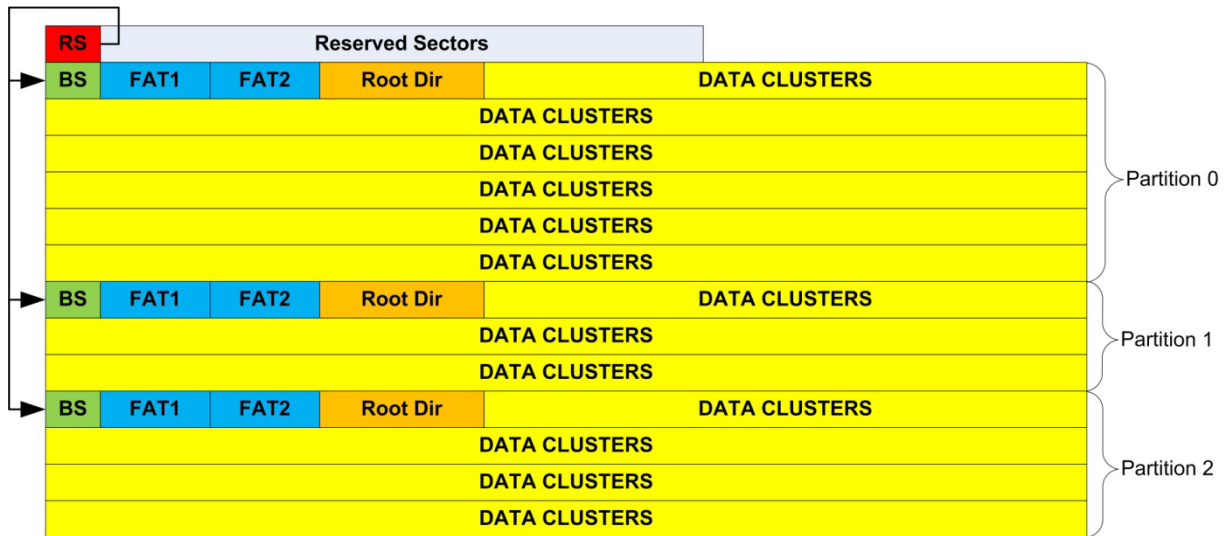 RS Reserved Sectors
BS FAT1 FAT2 Root Dir DATA CLUSTERS
DATA CLUSTERS
DATA CLUSTERS
DATA CLUSTERS
Partition 0
DATA CLUSTERS
DATA CLUSTERS
BS FAT1 FAT2 Root Dir DATA CLUSTERS
DATA CLUSTERS
Partition 1
DATA CLUSTERS
BS FAT1 FAT2 Root Dir DATA CLUSTERS
DATA CLUSTERS
Partition 2
DATA CLUSTERS
DATA CLUSTERS